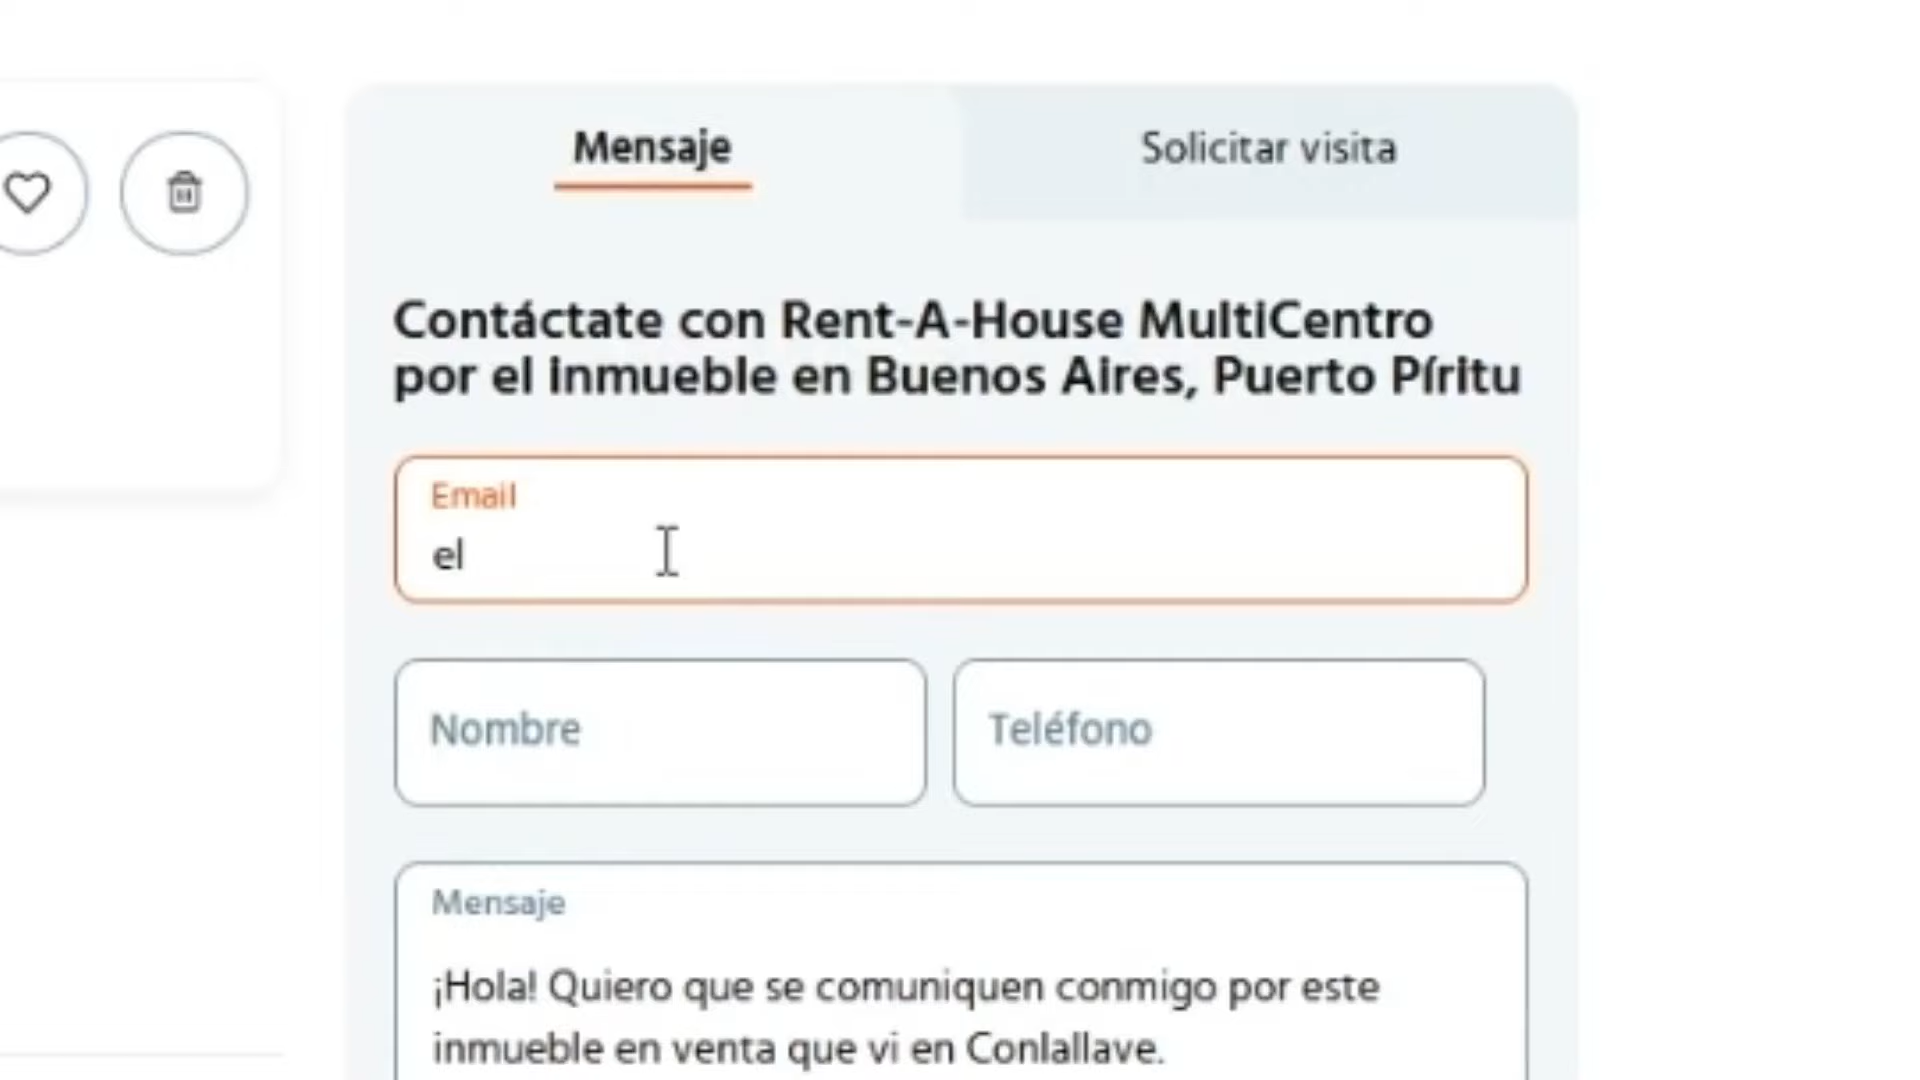 Mensaje
Solicitar visita
Contáctate con Rent-A-House MultiCentro
por el inmueble en Buenos Aires, Puerto Píritu
Email
el
Nombre
Teléfono
Mensaje
¡Hola! Quiero que se comuniquen conmigo por este
inmueble en venta que vi en Conlallave.